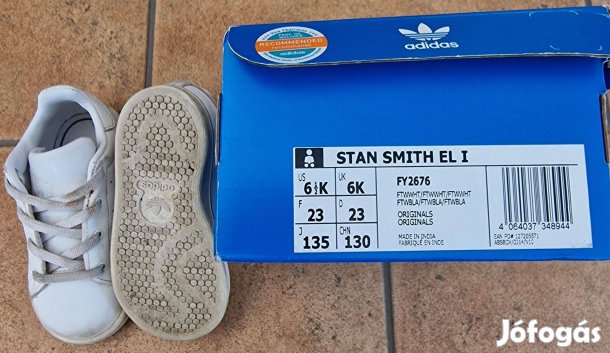 RECOMMENDED
adidas
adidas
STAN SMITH EL I
US
6½K
UK
6K
F
23
D
23
J
135
CHN
130
FY2676
FTWWHT/FTWWHT/FTWWHT
FTWBLA/FTWBLA/FTWBLA
ORIGINALS
ORIGINALS
MADE IN INDIA
FABRIQUÉ EN INDE
4 064037 348944
adidas
Jófogás